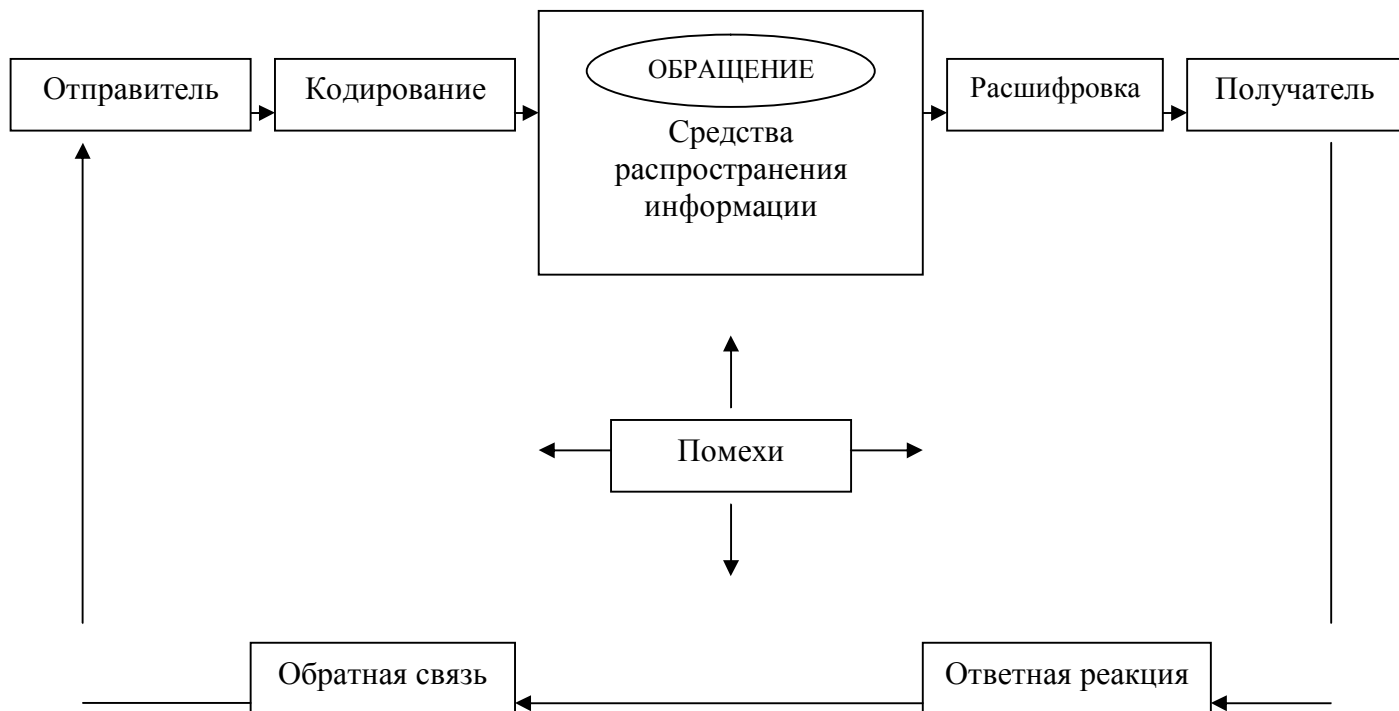 Отправитель
Кодирование
ОБРАЩЕНИЕ
Средства
распространения
информации
Расшифровка
Получатель
Помехи
Обратная связь
Ответная реакция